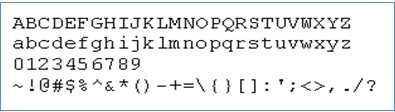 ABCDEFGHIJKLMNOPQRSTUVWXYZ
abcdefghijklmnopqrstuvwxyz
0123456789
~!@#$%^&*()-+=\{}[]:';<>,./?